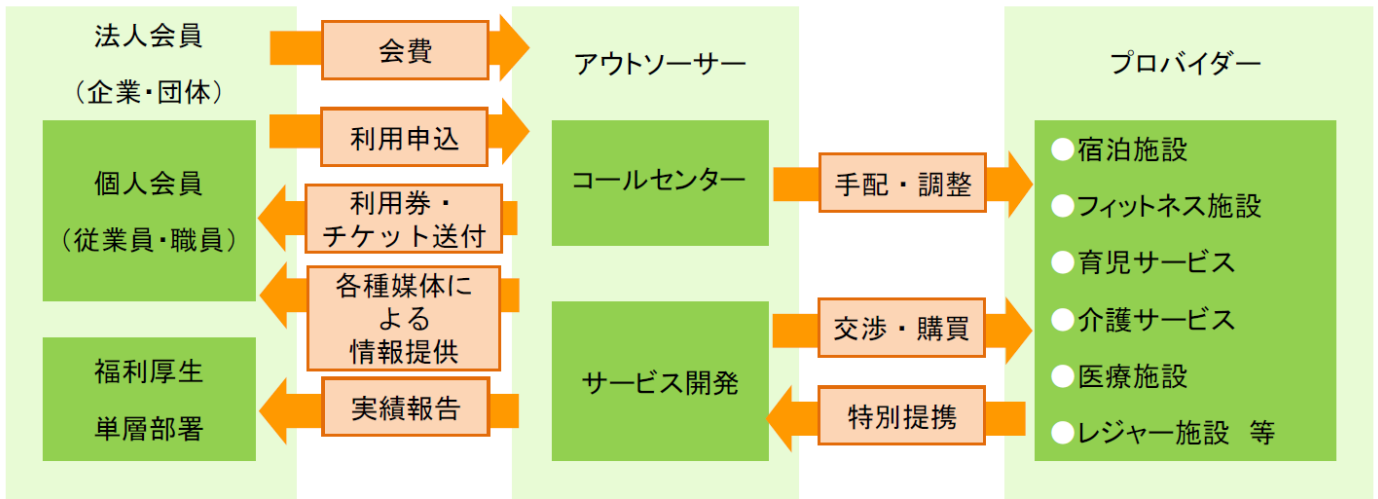 法人会員
（企業・団体）
個人会員
（従業員・職員）
福利厚生
単層部署
会費
利用申込
利用券・
チケット送付
各種媒体に
よる
情報提供
実績報告
アウトソーサー
コールセンター
サービス開発
手配・調整
交渉・購買
特別提携
プロバイダー
●宿泊施設
●フィットネス施設
●育児サービス
●介護サービス
●医療施設
●レジャー施設　等